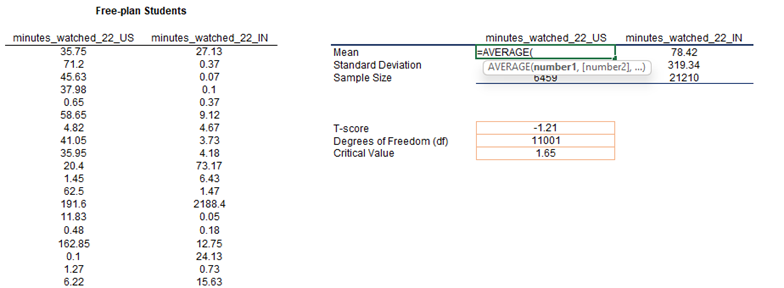 Free-plan Students
minutes_watched_22_US minutes_watched_22_IN
35.75 27.13
71.2 0.37
45.63 0.07
37.98 0.1
0.65 0.37
58.65 9.12
4.82 4.67
41.05 3.73
35.95 4.18
20.4 73.17
1.45 6.43
62.5 1.47
191.6 2188.4
11.83 0.05
0.48 0.18
162.85 12.75
0.1 24.13
1.27 0.73
6.22 15.63
minutes_watched_22_US minutes_watched_22_IN
Mean =AVERAGE( 78.42
Standard Deviation 319.34
AVERAGE(number1, [number2], ...)
Sample Size 6459 21210
T-score -1.21
Degrees of Freedom (df) 11001
Critical Value 1.65